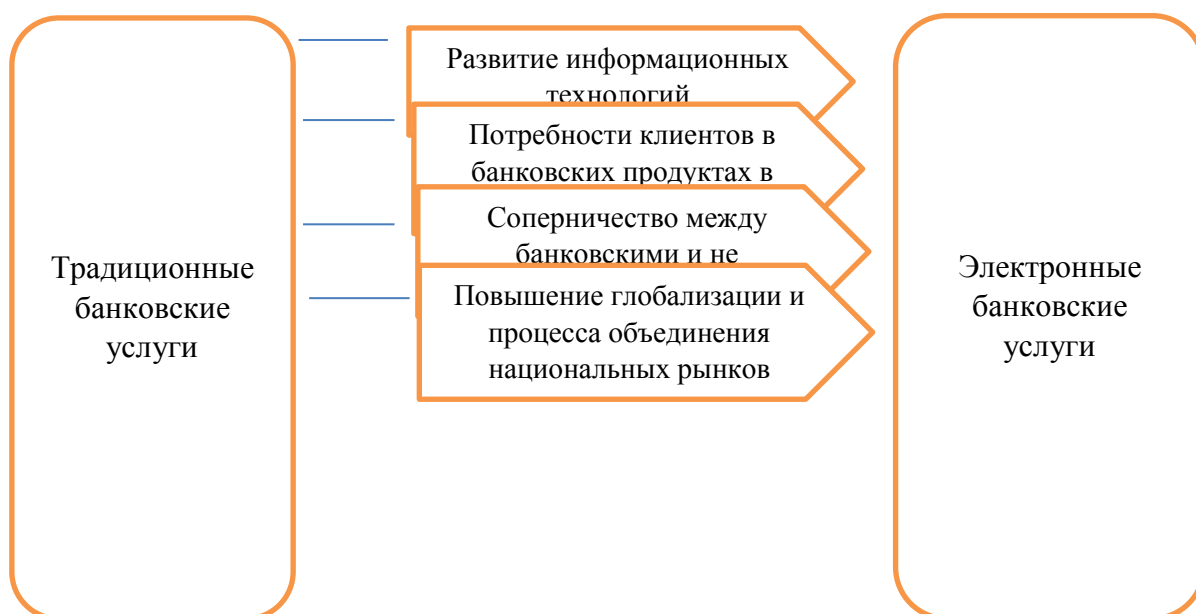 Традиционные
банковские
услуги
Развитие информационных
технологий
Потребности клиентов в
банковских продуктах в
Соперничество между
банковскими и не
Повышение глобализации и
процесса объединения
национальных рынков
Электронные
банковские
услуги